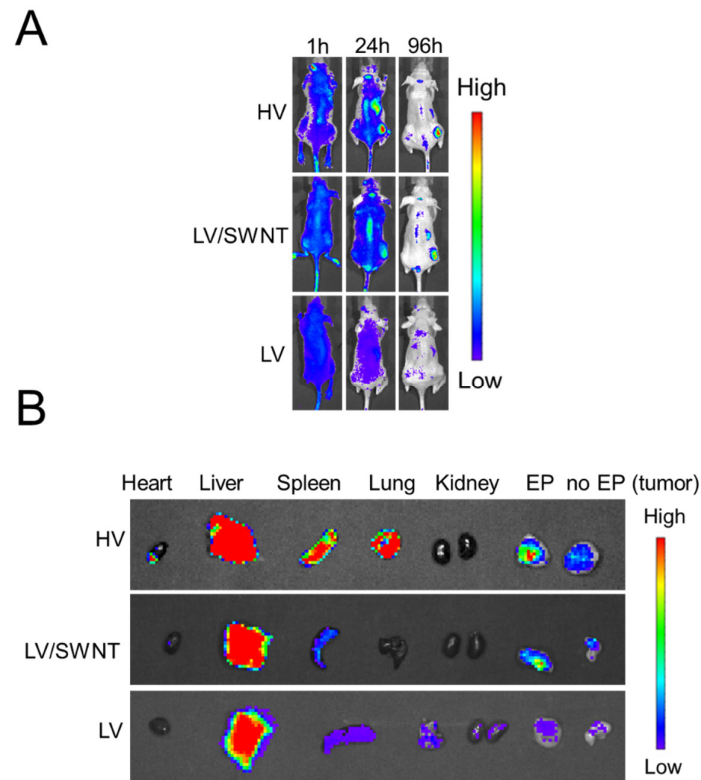 A
1h 24h 96h
HV
High
LV/SWNT
LV
Low
B
Heart Liver Spleen Lung Kidney EP no EP (tumor)
HV
High
LV/SWNT
LV
Low